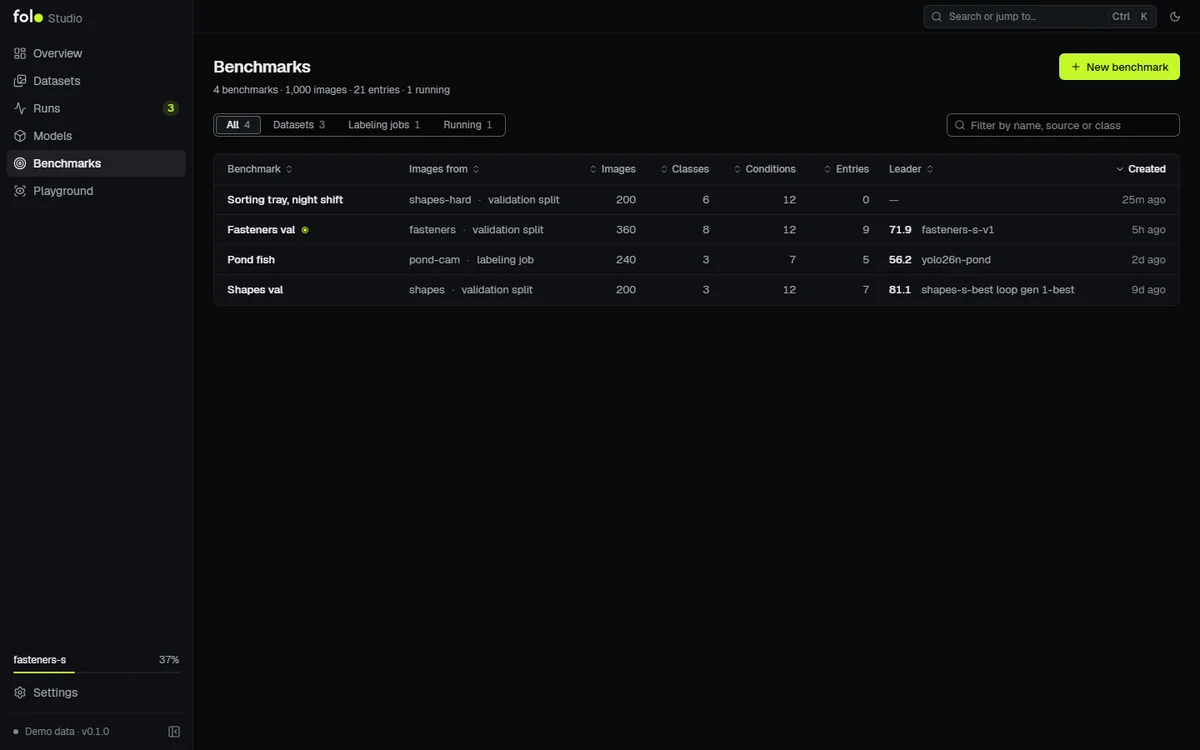 folo Studio
Search or jump to... Ctrl K
Overview
Datasets
Runs 3
Models
Benchmarks
Playground
Benchmarks
4 benchmarks · 1,000 images · 21 entries · 1 running
+ New benchmark
All 4 Datasets 3 Labeling jobs 1 Running 1
Filter by name, source or class
Benchmark Images from Images Classes Conditions Entries Leader Created
Sorting tray, night shift shapes-hard · validation split 200 6 12 0 — 25m ago
Fasteners val fasteners · validation split 360 8 12 9 71.9 fasteners-s-v1 5h ago
Pond fish pond-cam · labeling job 240 3 7 5 56.2 yolo26n-pond 2d ago
Shapes val shapes · validation split 200 3 12 7 81.1 shapes-s-best loop gen 1-best 9d ago
fasteners-s 37%
Settings
Demo data · v0.1.0